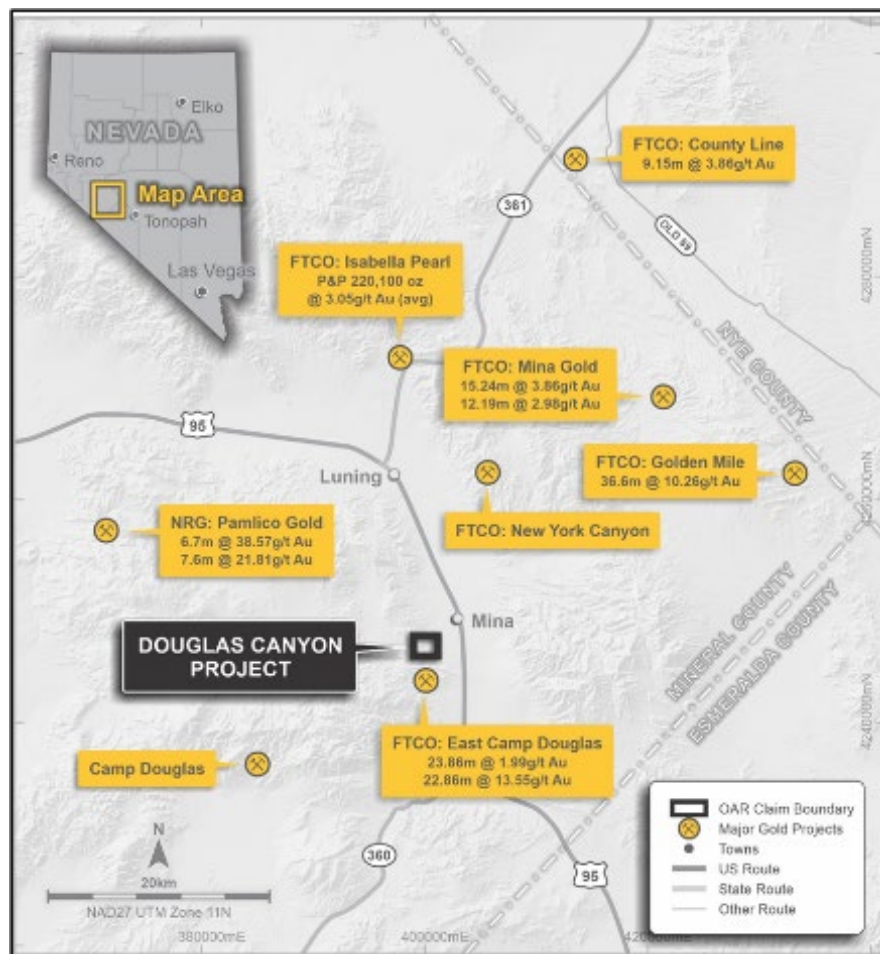 Elko
NEVADA
Reno
Map Area
Tonopah
Las Vegas
FTCO: County Line
9.15m @ 3.86g/t Au
361
OLD 89
4280000mN
FTCO: Isabella Pearl
P&P 220,100 oz
@ 3.05g/t Au (avg)
NYE COUNTY
FTCO: Mina Gold
15.24m @ 3.86g/t Au
12.19m @ 2.98g/t Au
95
Luning
FTCO: Golden Mile
36.6m @ 10.26g/t Au
FTCO: New York Canyon
NRG: Pamlico Gold
6.7m @ 38.57g/t Au
7.6m @ 21.81g/t Au
Mina
MINERAL COUNTY
ESMERALDA COUNTY
DOUGLAS CANYON
PROJECT
4240000mN
FTCO: East Camp Douglas
23.86m @ 1.99g/t Au
22.86m @ 13.55g/t Au
Camp Douglas
N
20km
NAD27 UTM Zone 11N
360
95
OAR Claim Boundary
Major Gold Projects
Towns
US Route
State Route
Other Route
380000mE
400000mE